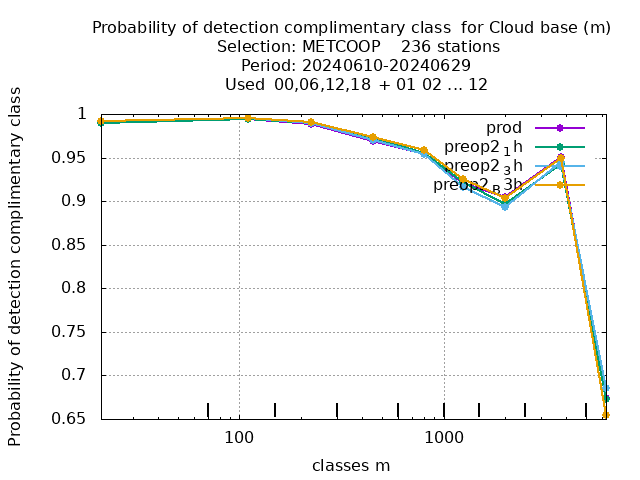 Probability of detection complimentary class  for Cloud base (m)
Selection: METCOOP    236 stations
Period: 20240610-20240629
Used  00,06,12,18 + 01 02 ... 12
Probability of detection complimentary class
1
0.95
0.9
0.85
0.8
0.75
0.7
0.65
prod
preop2_1h
preop2_3h
preop2_B3h
100
1000
classes m